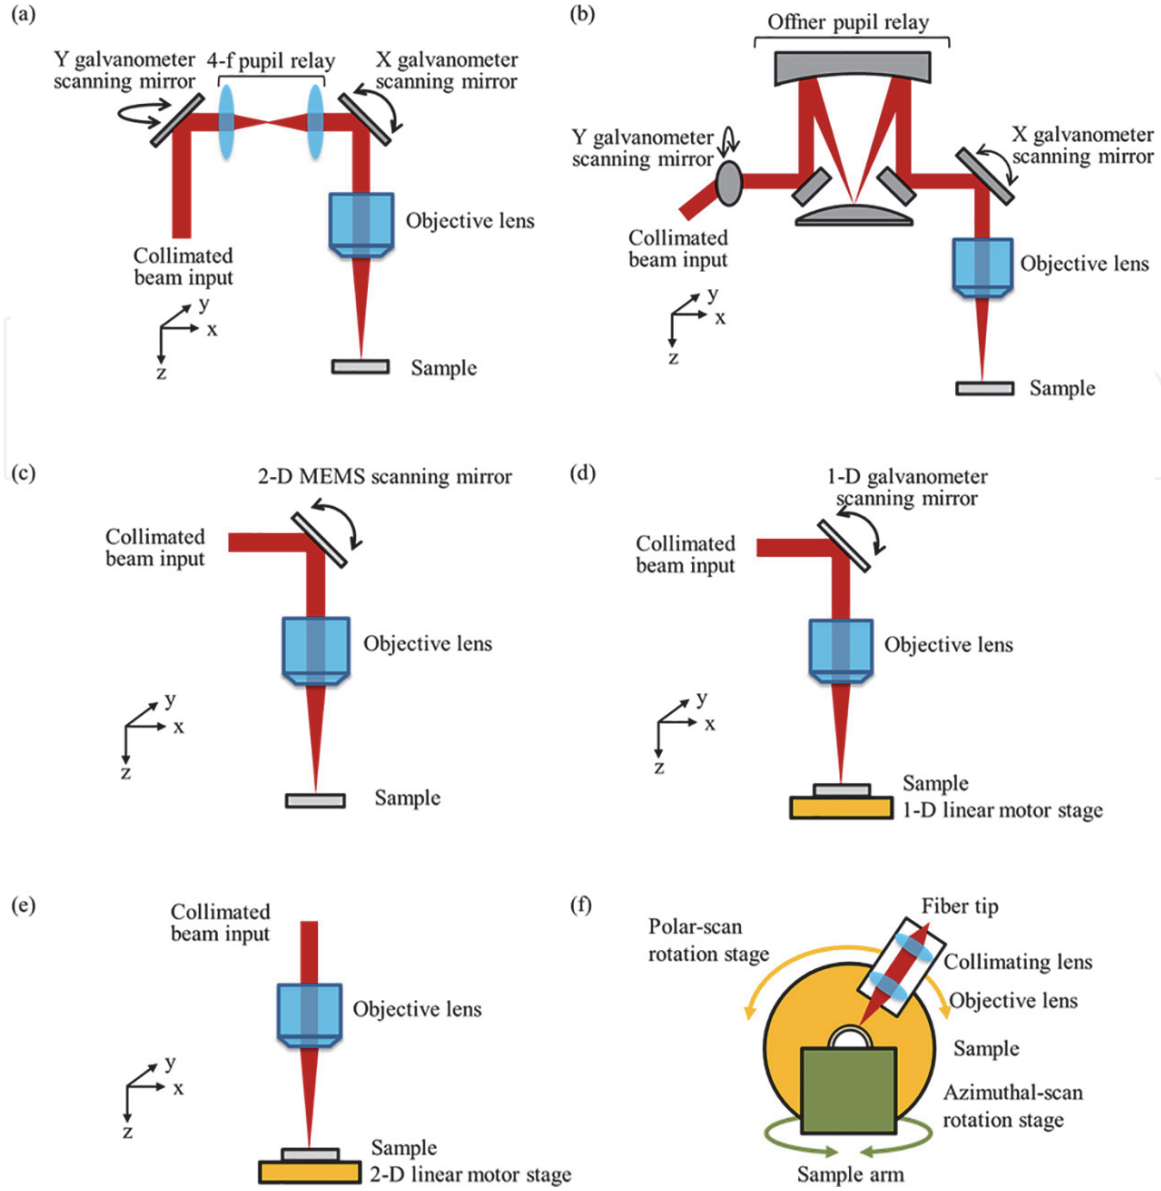 (a)
Y galvanometer
scanning mirror
4-f pupil relay
X galvanometer
scanning mirror
Objective lens
Collimated
beam input
y
x
z
Sample
(b)
Offner pupil relay
Y galvanometer
scanning mirror
X galvanometer
scanning mirror
Collimated
beam input
Objective lens
y
x
z
Sample
(c)
2-D MEMS scanning mirror
Collimated
beam input
Objective lens
y
x
z
Sample
(d)
1-D galvanometer
scanning mirror
Collimated
beam input
Objective lens
y
x
z
Sample
1-D linear motor stage
(e)
Collimated
beam input
Objective lens
y
x
z
Sample
2-D linear motor stage
(f)
Fiber tip
Polar-scan
rotation stage
Collimating lens
Objective lens
Sample
Azimuthal-scan
rotation stage
Sample arm